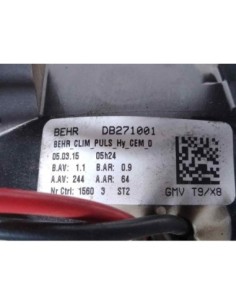 BEHR DB271001
BEHR_CLIM_PULS_Hy_CEM_D
05.03.15 05h24
B.AV: 1.1 B.AR: 0.9
A.AV: 244 A.AR: 64
Nr Ctrl: 1560 3 ST2
GMV T9/X8